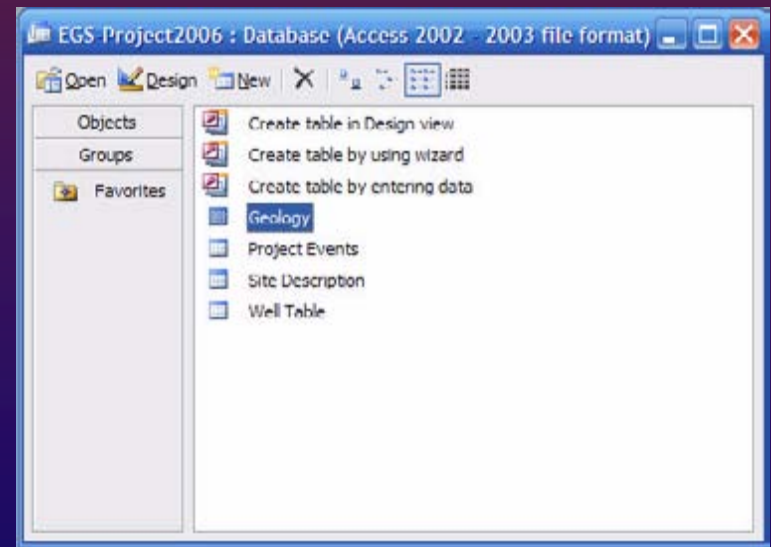 EGS-Project2006 : Database (Access 2002 - 2003 file format)
Open Design New
Objects
Groups
Favorites
Create table in Design view
Create table by using wizard
Create table by entering data
Geology
Project Events
Site Description
Well Table